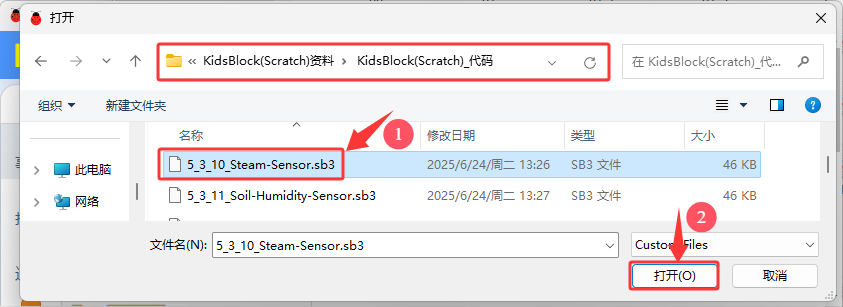 打开
« KidsBlock(Scratch)资料 › KidsBlock(Scratch)_代码
在 KidsBlock(Scratch)_代...
组织
新建文件夹
名称 修改日期 类型 大小
1
5_3_10_Steam-Sensor.sb3 2025/6/24/周二 13:26 SB3 文件 46 KB
此电脑
5_3_11_Soil-Humidity-Sensor.sb3 2025/6/24/周二 13:27 SB3 文件 46 KB
网络
2
文件名(N): 5_3_10_Steam-Sensor.sb3 Custom Files
打开(O) 取消